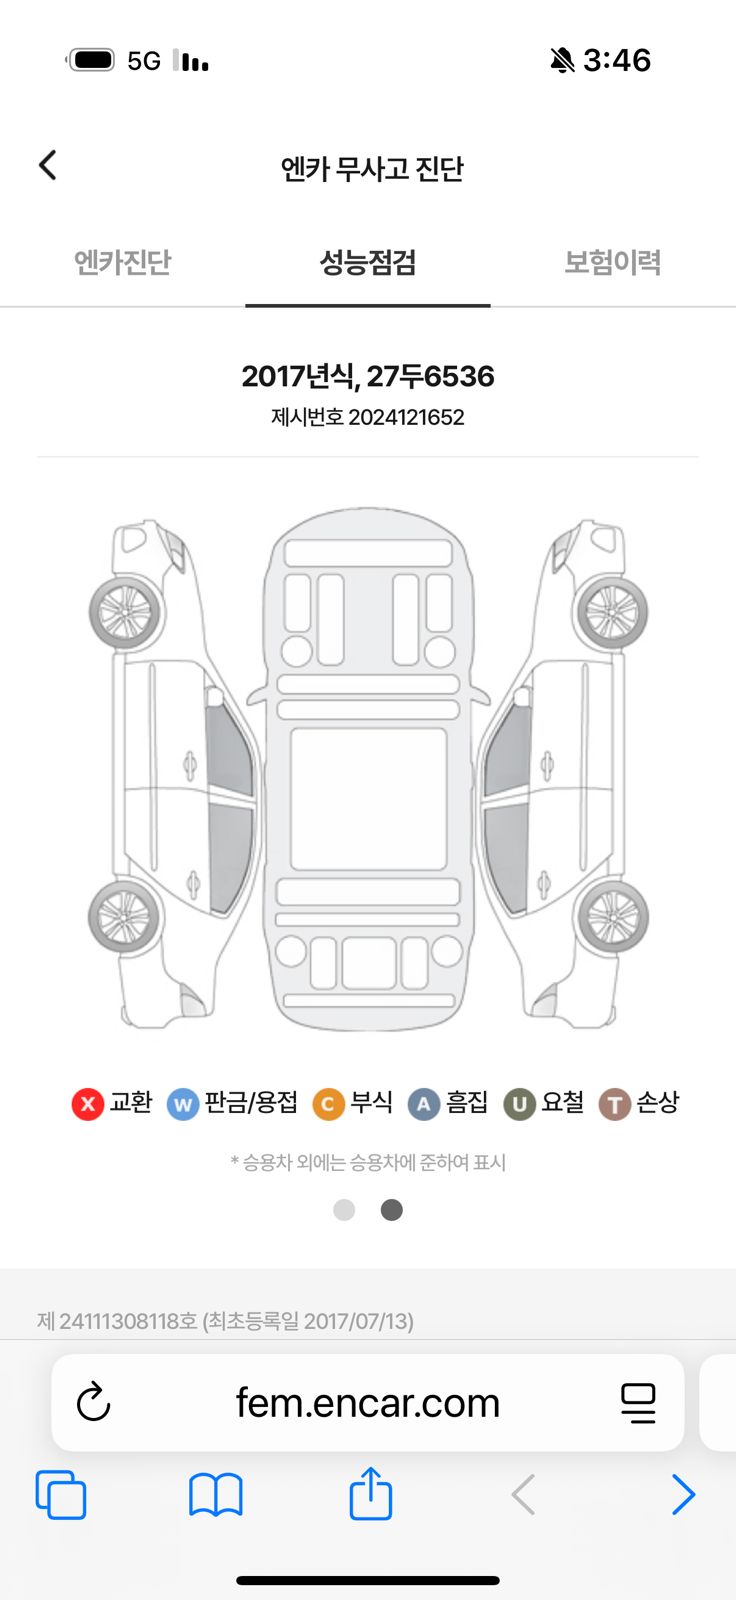 5G 3:46
엔카 무사고 진단
엔카진단 성능점검 보험이력
2017년식, 27두6536
제시번호 2024121652
X 교환 W 판금/용접 C 부식 A 흠집 U 요철 T 손상
* 승용차 외에는 승용차에 준하여 표시
제 24111308118호 (최초등록일 2017/07/13)
fem.encar.com